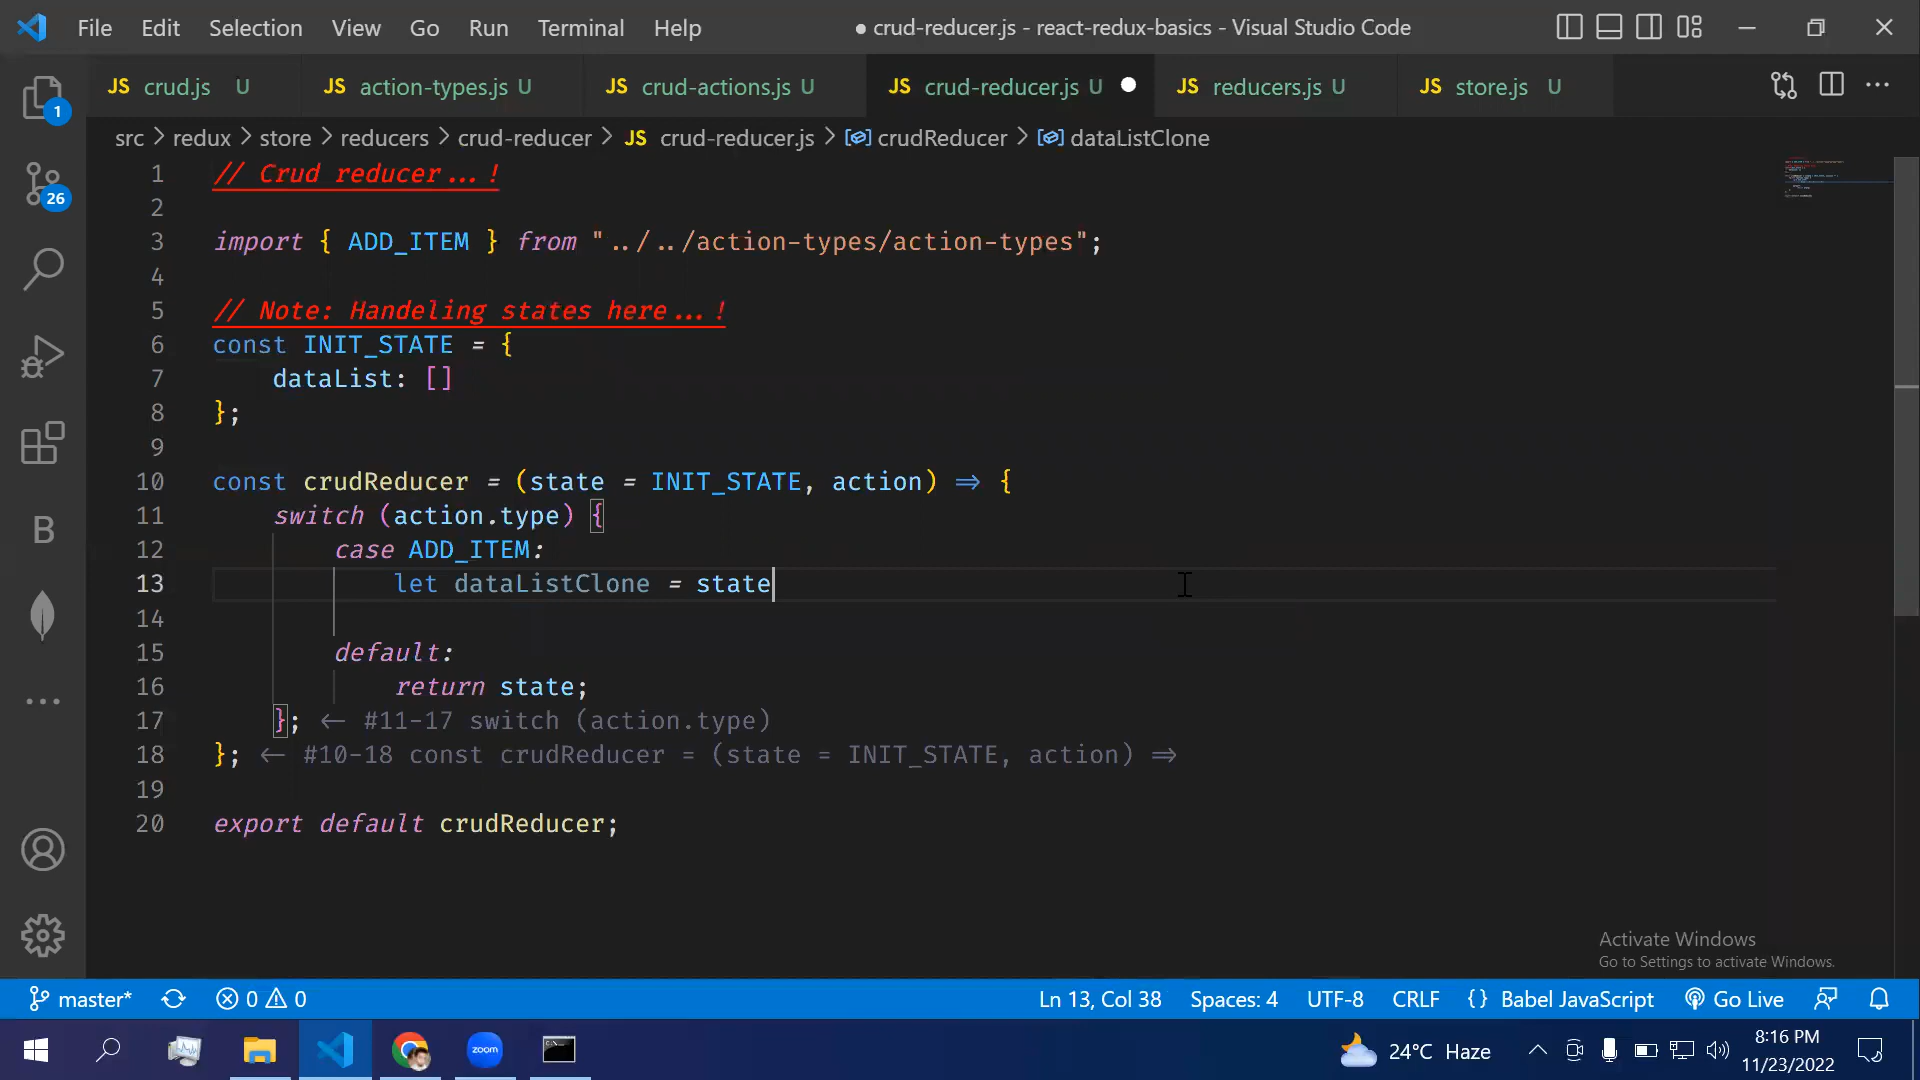 File Edit Selection View Go Run Terminal Help ● crud-reducer.js - react-redux-basics - Visual Studio Code
JS crud.js U JS action-types.js U JS crud-actions.js U JS crud-reducer.js U JS reducers.js U JS store.js U
src > redux > store > reducers > crud-reducer > JS crud-reducer.js > crudReducer > dataListClone
1 // Crud reducer...!
2
3 import { ADD_ITEM } from "../../action-types/action-types";
4
5 // Note: Handeling states here...!
6 const INIT_STATE = {
7 dataList: []
8 };
9
10 const crudReducer = (state = INIT_STATE, action) => {
11 switch (action.type) {
12 case ADD_ITEM:
13 let dataListClone = state
14
15 default:
16 return state;
17 }; <- #11-17 switch (action.type)
18 }; <- #10-18 const crudReducer = (state = INIT_STATE, action) =>
19
20 export default crudReducer;
1
26
B
Activate Windows
Go to Settings to activate Windows.
master* 0 0 Ln 13, Col 38 Spaces: 4 UTF-8 CRLF {} Babel JavaScript Go Live
zoom 24°C Haze 8:16 PM
11/23/2022